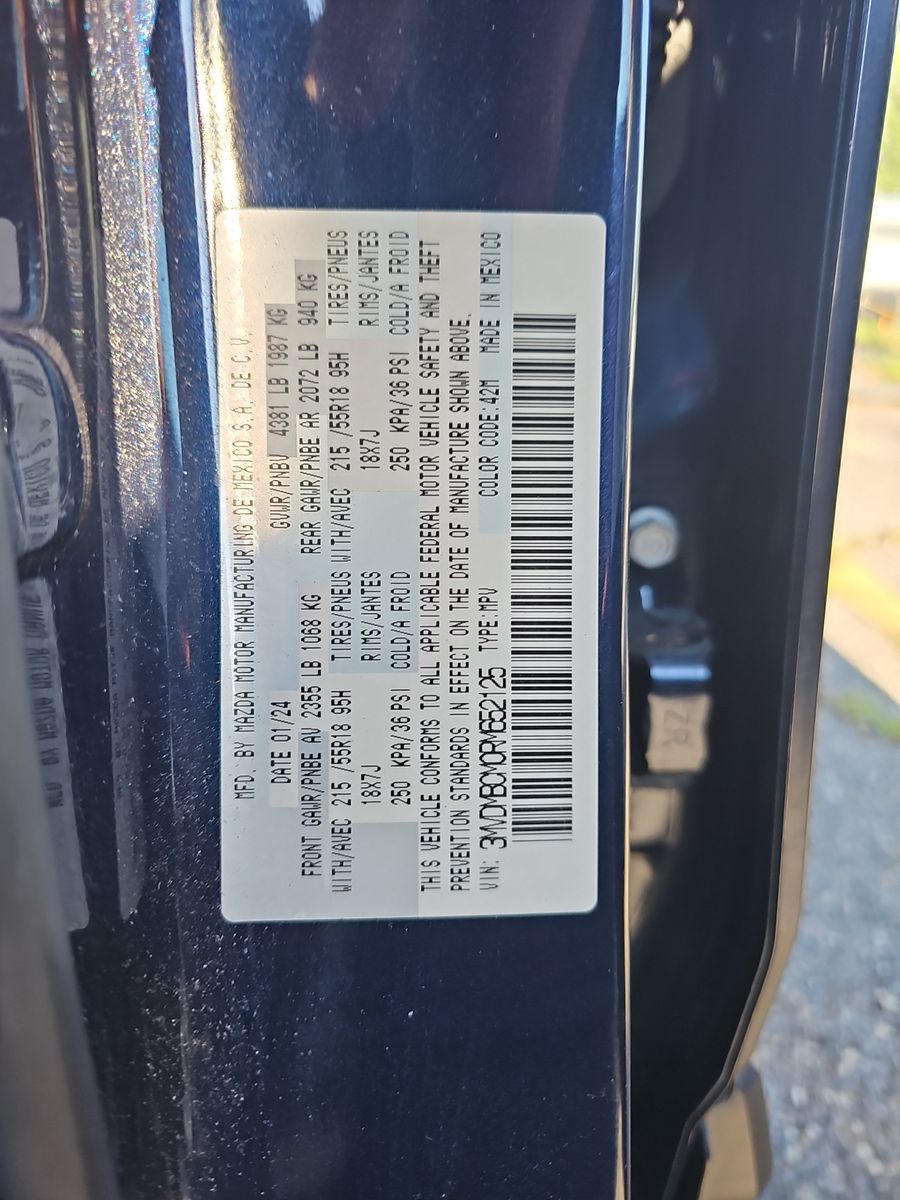 MFD. BY MAZDA MOTOR MANUFACTURING DE MEXICO S.A. DE C.V.
DATE 01/24 GVWR/PNBV 4381 LB 1987 KG
FRONT GAWR/PNBE AV 2355 LB 1068 KG REAR GAWR/PNBE AR 2072 LB 940 KG
WITH/AVEC 215 /55R18 95H TIRES/PNEUS WITH/AVEC 215 /55R18 95H TIRES/PNEUS
18X7J RIMS/JANTES 18X7J RIMS/JANTES
250 KPA/36 PSI COLD/A FROID 250 KPA/36 PSI COLD/A FROID
THIS VEHICLE CONFORMS TO ALL APPLICABLE FEDERAL MOTOR VEHICLE SAFETY AND THEFT
PREVENTION STANDARDS IN EFFECT ON THE DATE OF MANUFACTURE SHOWN ABOVE.
VIN: 3MVDMBCM0RM652125 TYPE:MPV COLOR CODE:42M MADE IN MEXICO